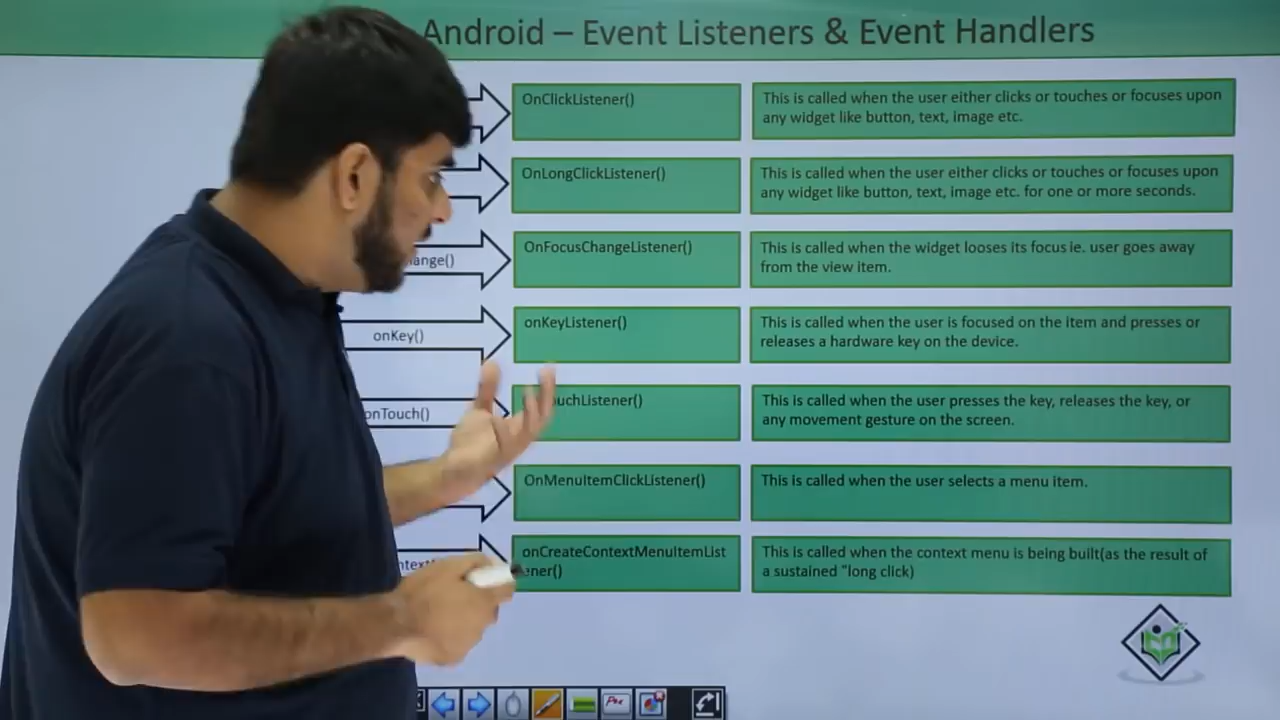 Android – Event Listeners & Event Handlers
OnClickListener()
This is called when the user either clicks or touches or focuses upon
any widget like button, text, image etc.
OnLongClickListener()
This is called when the user either clicks or touches or focuses upon
any widget like button, text, image etc. for one or more seconds.
ange()
OnFocusChangeListener()
This is called when the widget looses its focus ie. user goes away
from the view item.
onKey()
onKeyListener()
This is called when the user is focused on the item and presses or
releases a hardware key on the device.
onTouch()
uchListener()
This is called when the user presses the key, releases the key, or
any movement gesture on the screen.
OnMenuItemClickListener()
This is called when the user selects a menu item.
ntext
onCreateContextMenuItemList
ener()
This is called when the context menu is being built(as the result of
a sustained "long click)